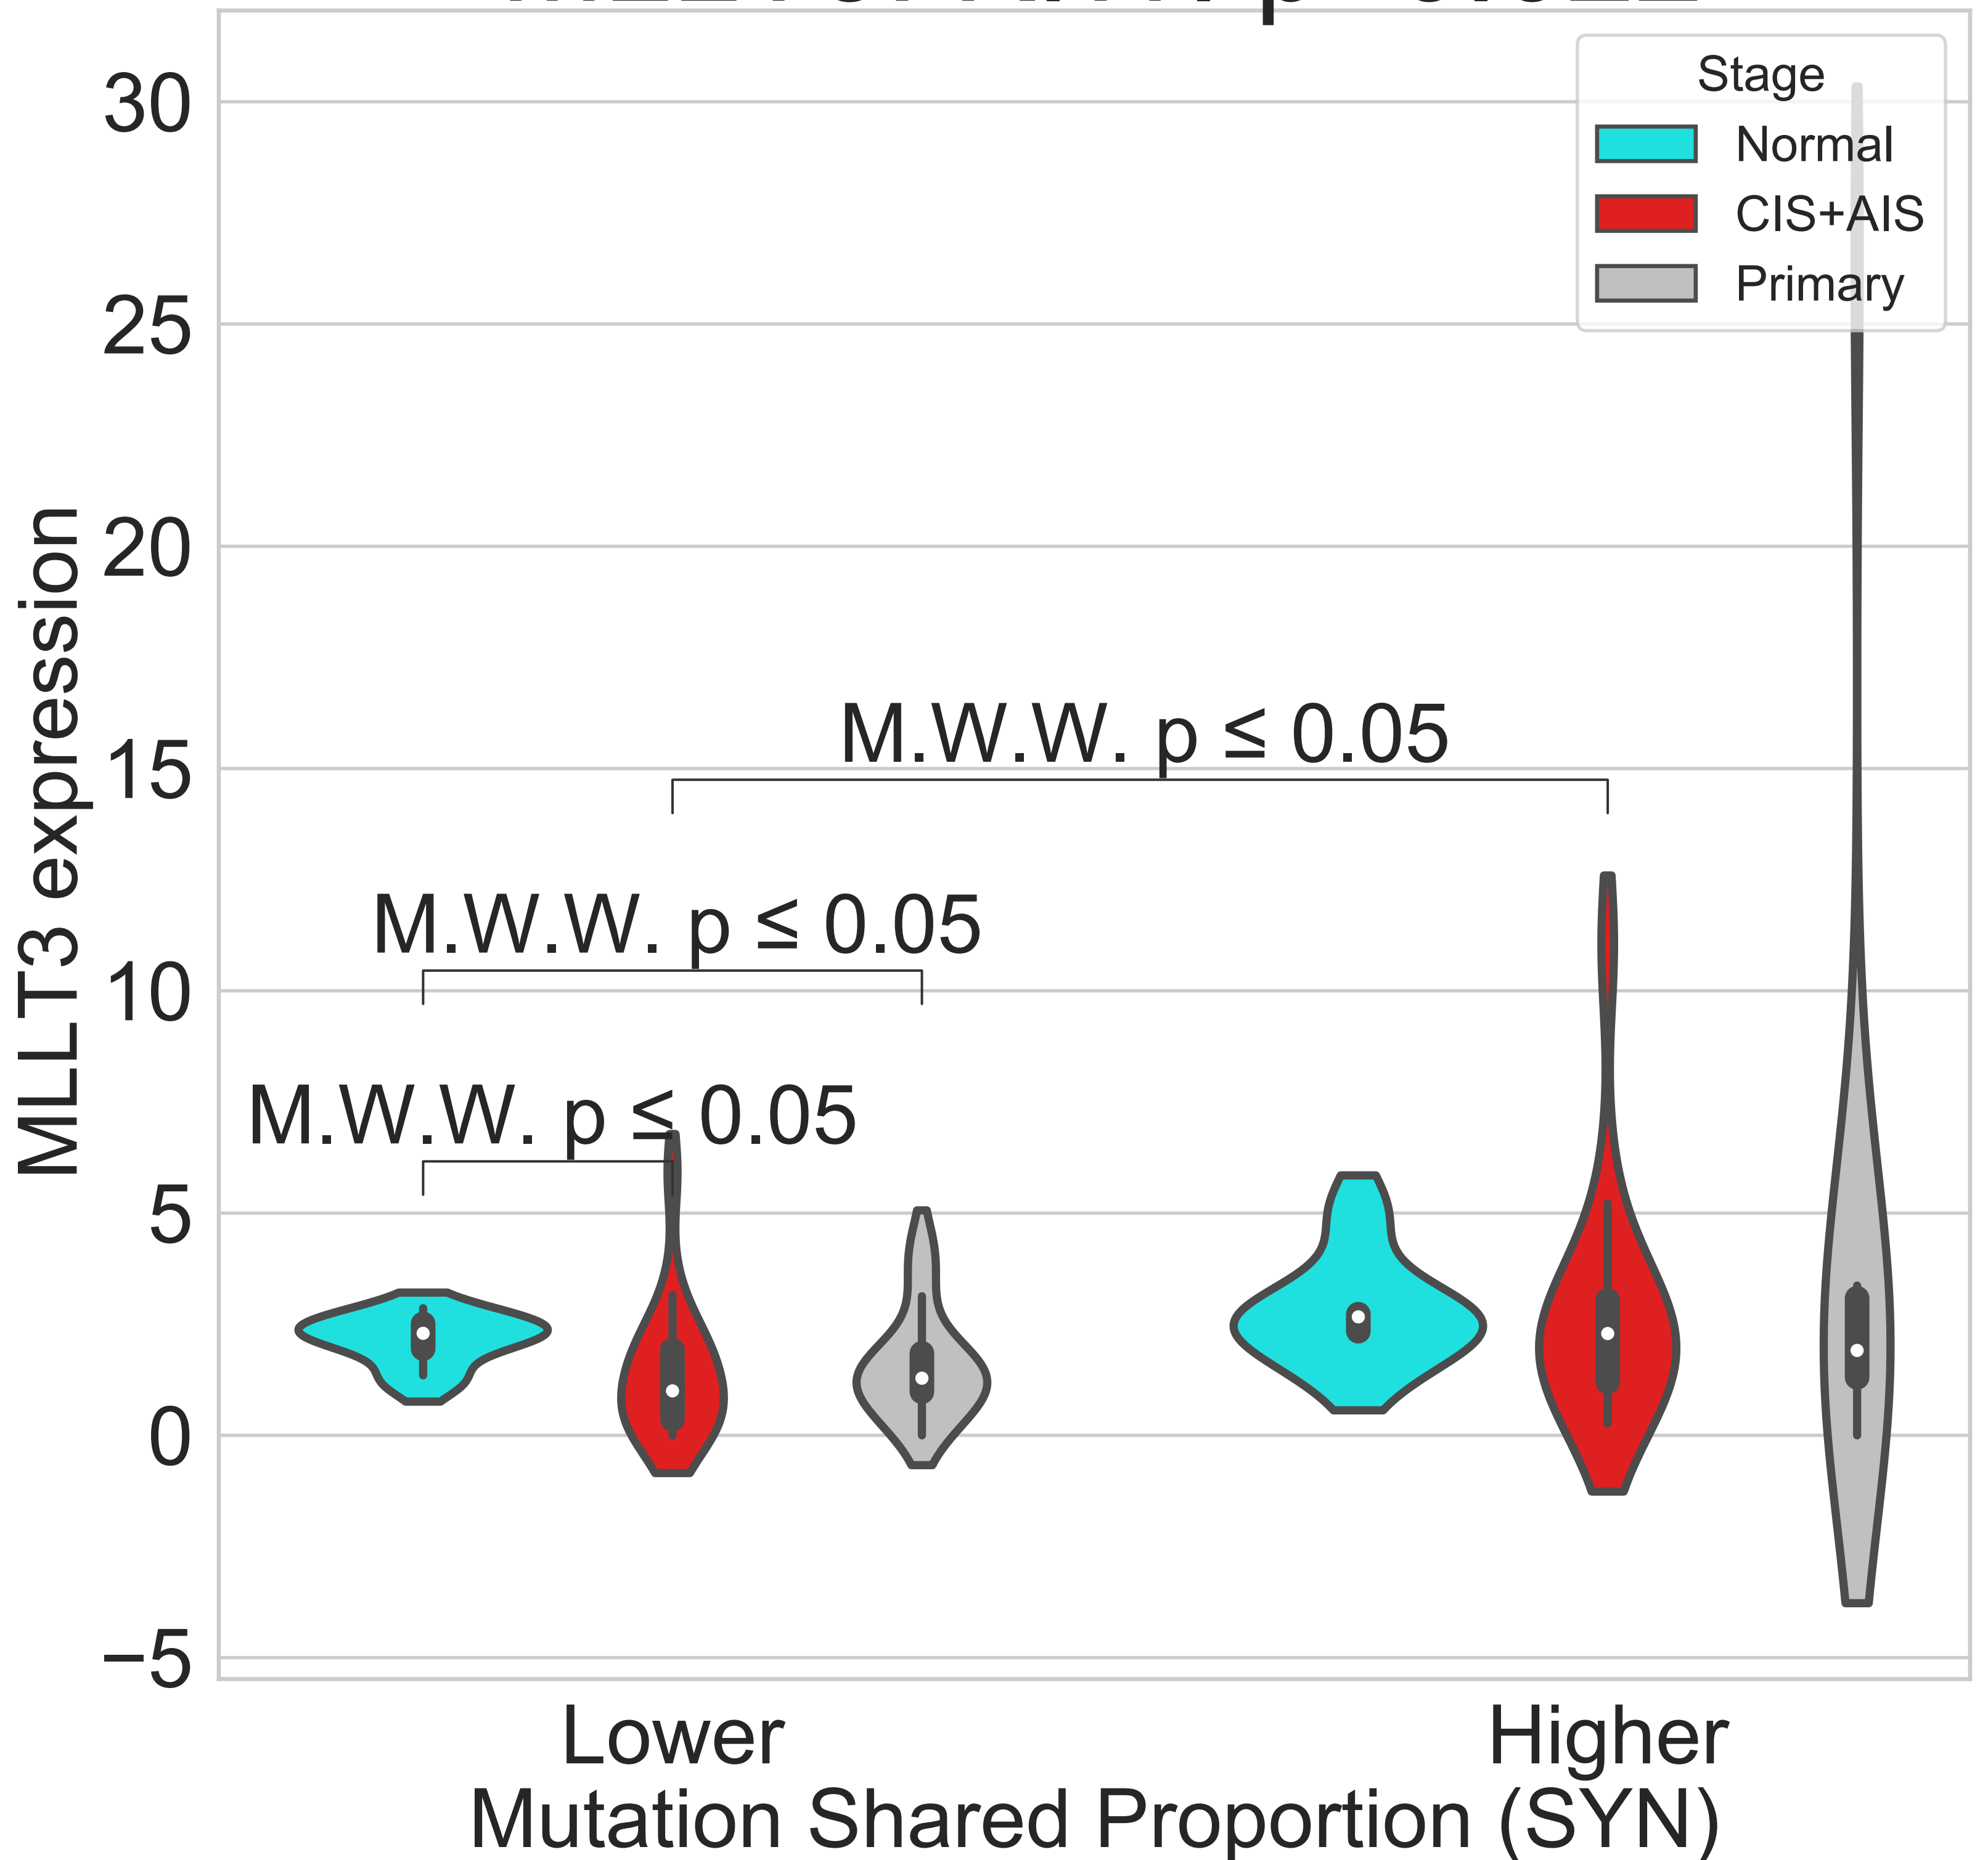 Stage
Normal
CIS+AIS
Primary
30
25
20
15
10
5
0
−5
MLLT3 expression
M.W.W. p ≤ 0.05
M.W.W. p ≤ 0.05
M.W.W. p ≤ 0.05
Lower
Higher
Mutation Shared Proportion (SYN)